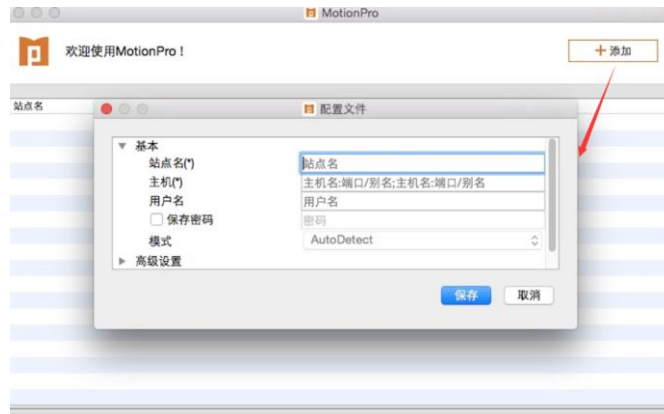 MotionPro
欢迎使用MotionPro！
+ 添加
站点名
配置文件
基本
站点名(*) 站点名
主机(*) 主机名:端口/别名;主机名:端口/别名
用户名 用户名
保存密码 密码
模式 AutoDetect
高级设置
保存 取消